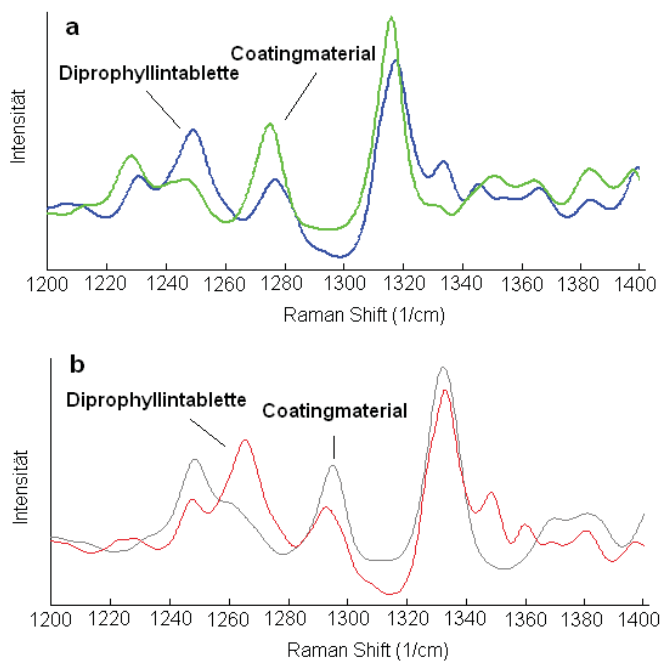 a
Coatingmaterial
Diprophyllintablette
Intensität
1200 1220 1240 1260 1280 1300 1320 1340 1360 1380 1400
Raman Shift (1/cm)
b
Diprophyllintablette
Coatingmaterial
Intensität
1200 1220 1240 1260 1280 1300 1320 1340 1360 1380 1400
Raman Shift (1/cm)